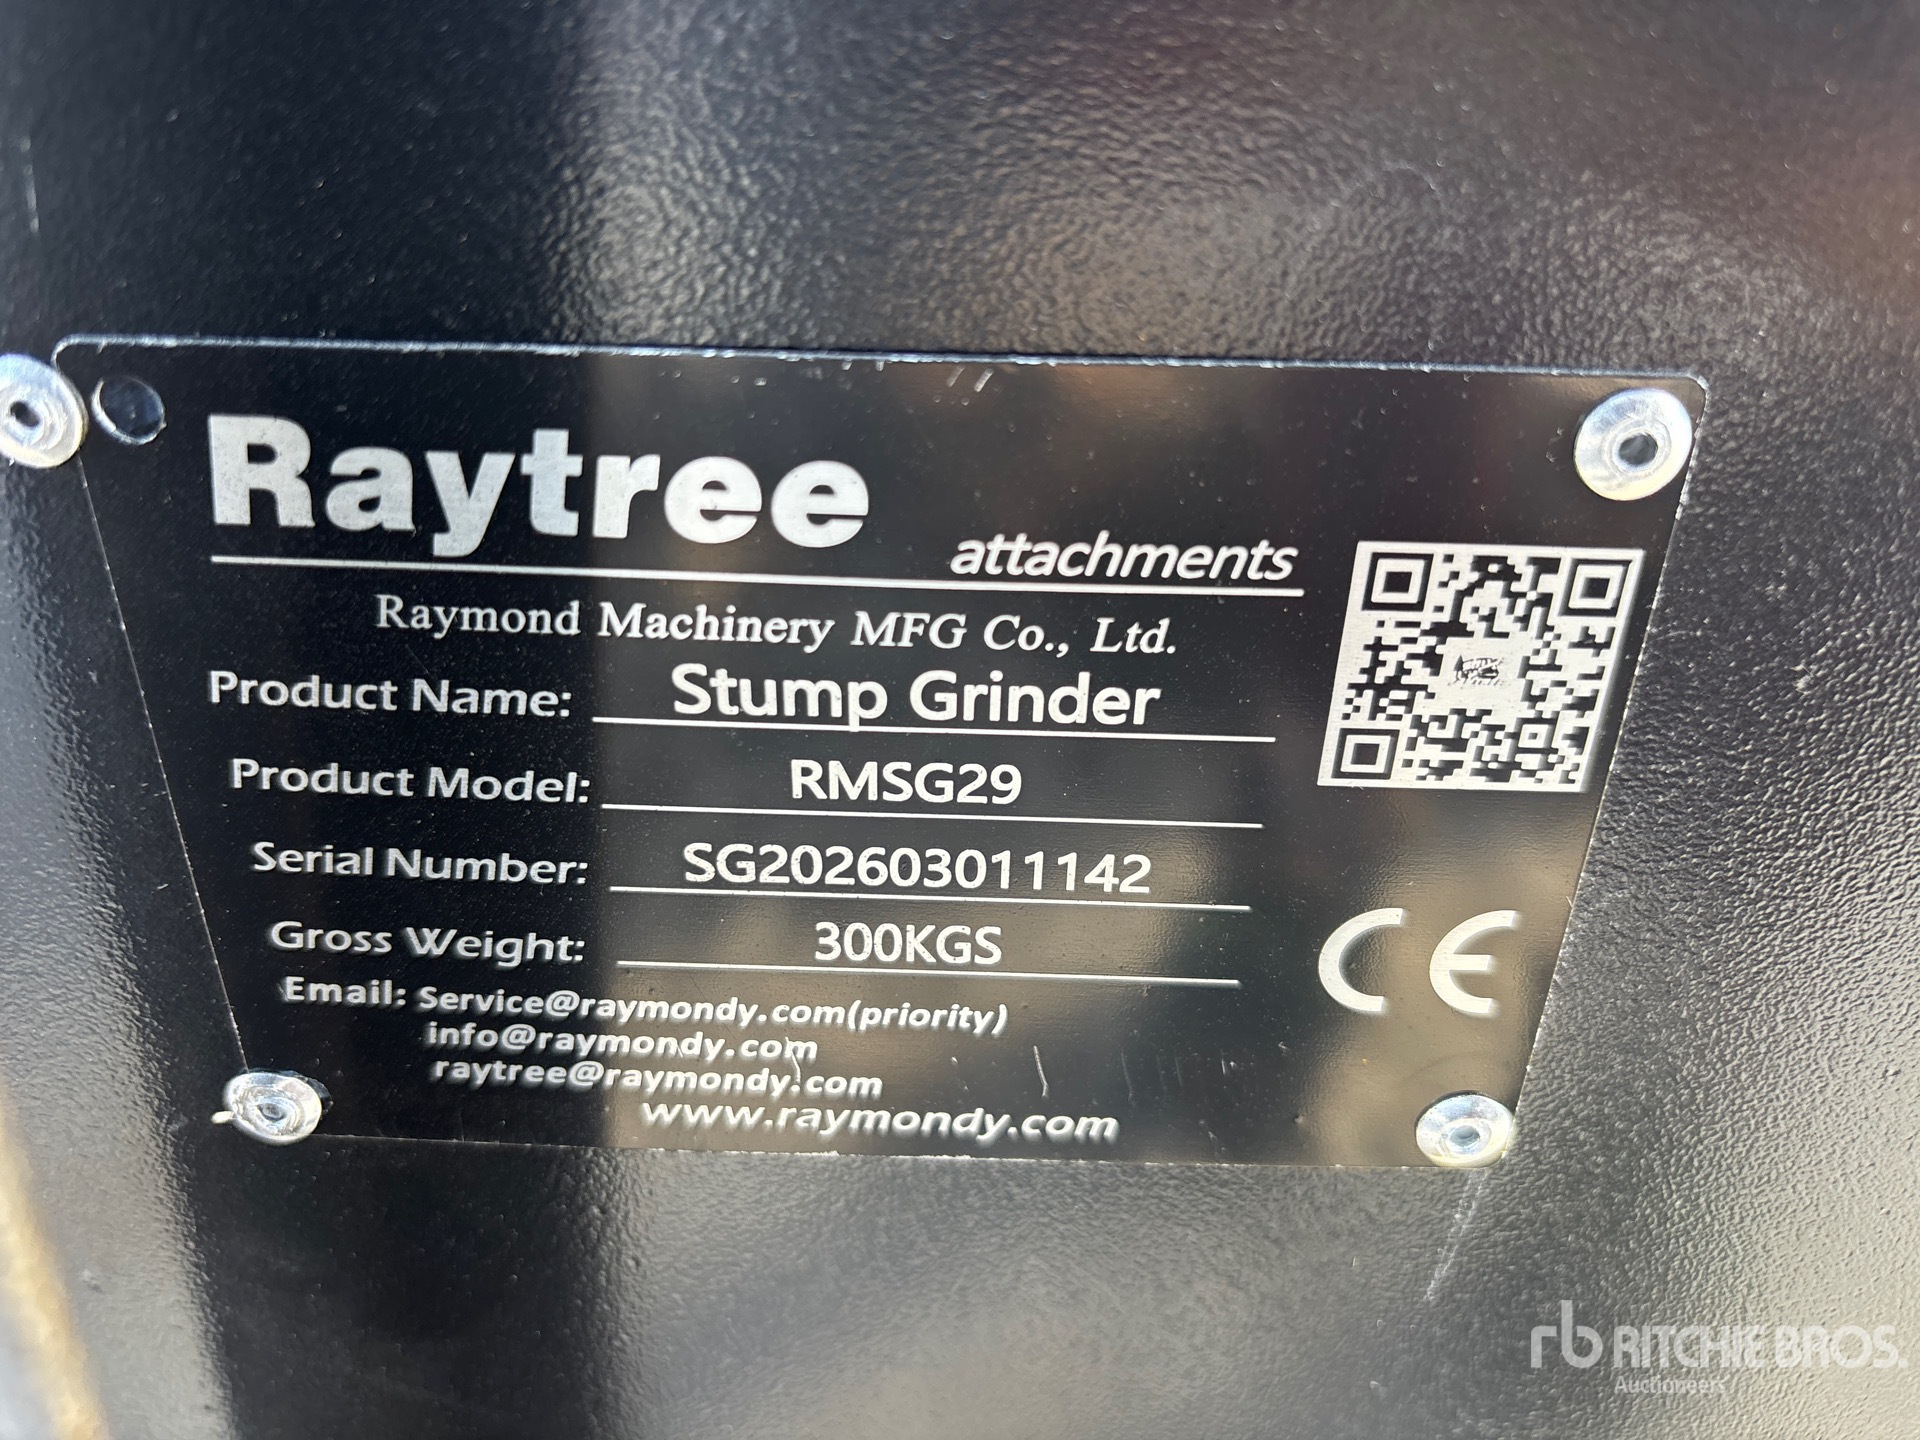 Raytree
attachments
Raymond Machinery MFG Co., Ltd.
Product Name: Stump Grinder
Product Model: RMSG29
Serial Number: SG202603011142
Gross Weight: 300KGS
Email: Service@raymondy.com(priority)
info@raymondy.com
raytree@raymondy.com
www.raymondy.com
CE
rb RITCHIE BROS.
Auctioneers